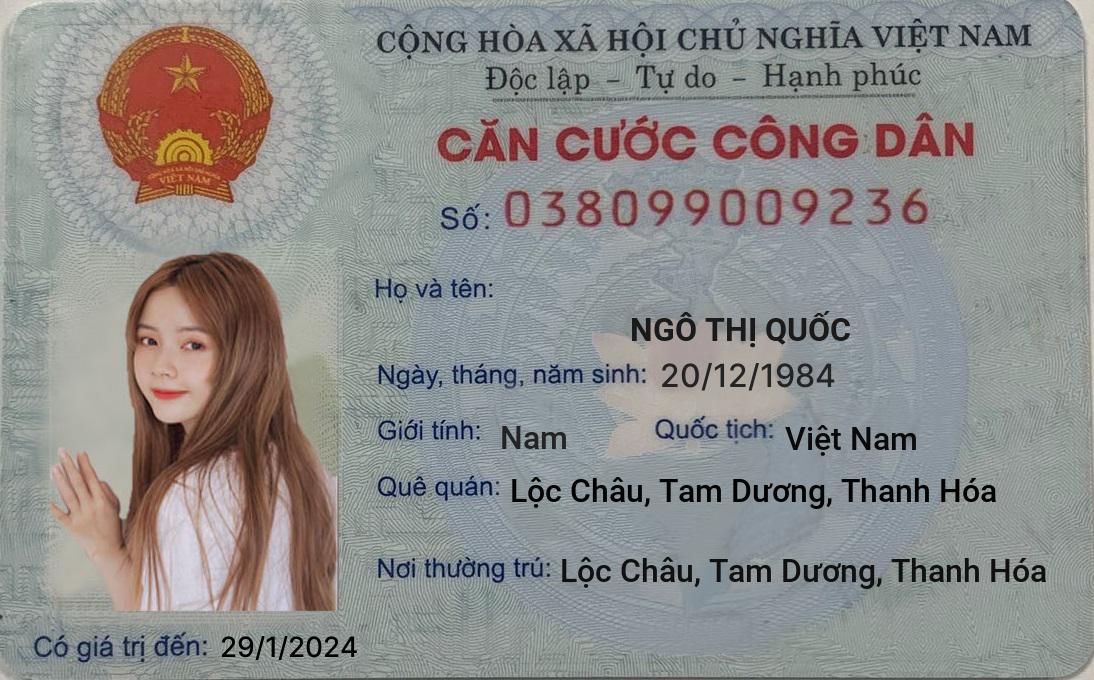 CỘNG HÒA XÃ HỘI CHỦ NGHĨA VIỆT NAM
Độc lập – Tự do – Hạnh phúc
CĂN CƯỚC CÔNG DÂN
Số: 038099009236
Họ và tên:
NGÔ THỊ QUỐC
Ngày, tháng, năm sinh: 20/12/1984
Giới tính: Nam Quốc tịch: Việt Nam
Quê quán: Lộc Châu, Tam Dương, Thanh Hóa
Nơi thường trú: Lộc Châu, Tam Dương, Thanh Hóa
Có giá trị đến: 29/1/2024
VIỆT NAM